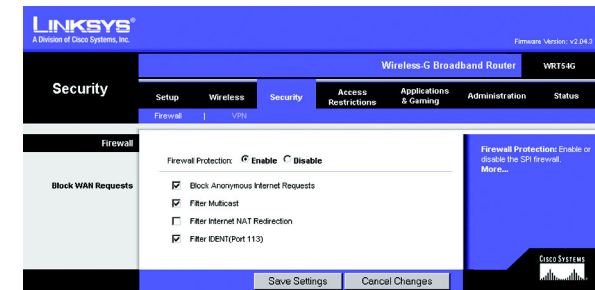 LINKSYS®
A Division of Cisco Systems, Inc.
Firmware Version: v2.04.3
Wireless-G Broadband Router WRT54G
Security
Setup Wireless Security Access Restrictions Applications & Gaming Administration Status
Firewall | VPN
Firewall
Firewall Protection: Enable Disable
Block WAN Requests
Block Anonymous Internet Requests
Filter Multicast
Filter Internet NAT Redirection
Filter IDENT(Port 113)
Firewall Protection: Enable or
disable the SPI firewall.
More...
CISCO SYSTEMS
Save Settings Cancel Changes